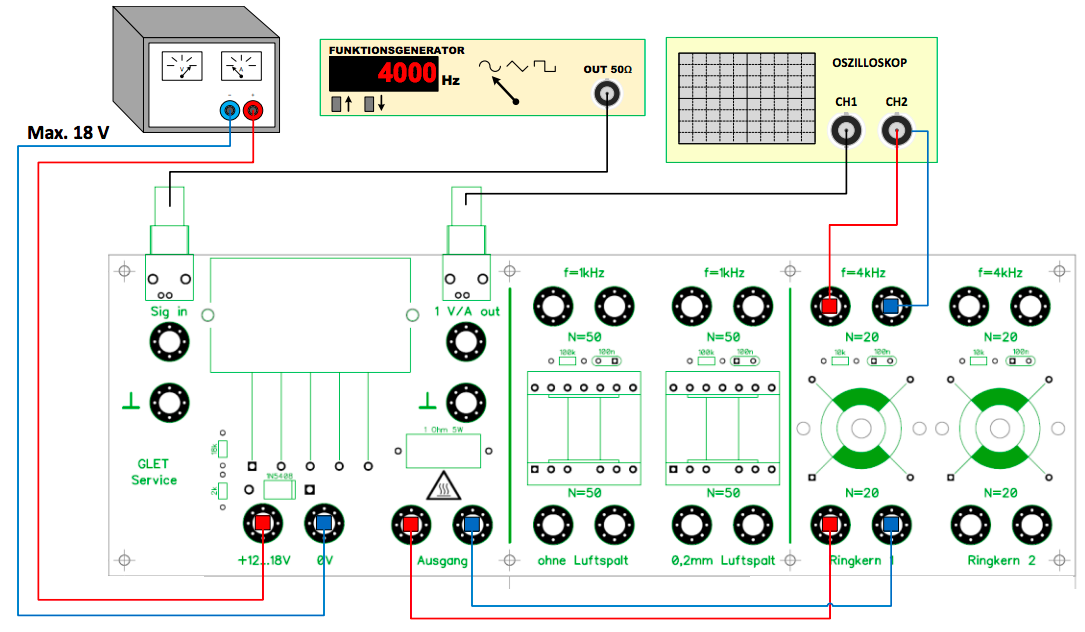 FUNKTIONSGENERATOR
4000 Hz
OUT 50Ω
OSZILLOSKOP
CH1 CH2
V A
- +
Max. 18 V
f=1kHz f=1kHz f=4kHz f=4kHz
Sig in 1 V/A out
N=50 N=50 N=20 N=20
100k 100n 100k 100n 10k 100n 10k 100n
1 Ohm 5W
18k
GLET
Service
1N5408
2k
N=50 N=50 N=20 N=20
+12...18V 0V Ausgang ohne Luftspalt 0,2mm Luftspalt Ringkern 1 Ringkern 2